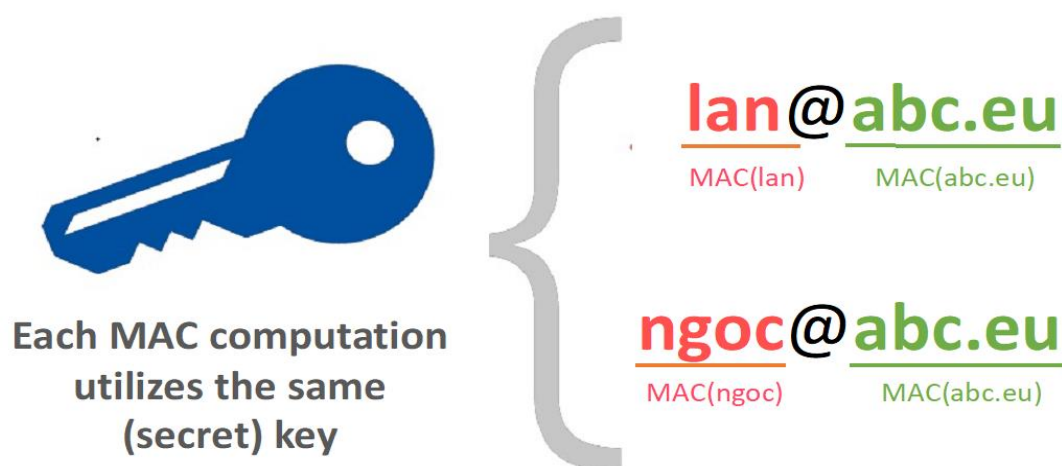 Each MAC computation
utilizes the same
(secret) key
lan@abc.eu
MAC(lan) MAC(abc.eu)
ngoc@abc.eu
MAC(ngoc) MAC(abc.eu)